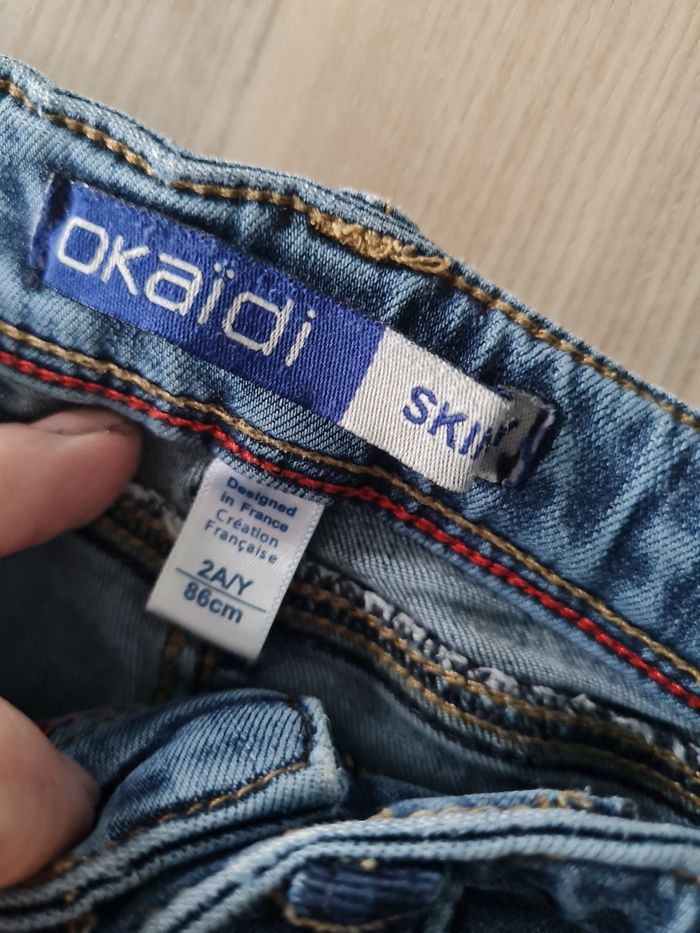 okaïdi
Designed
in France
Création
Française
2A/Y
86cm